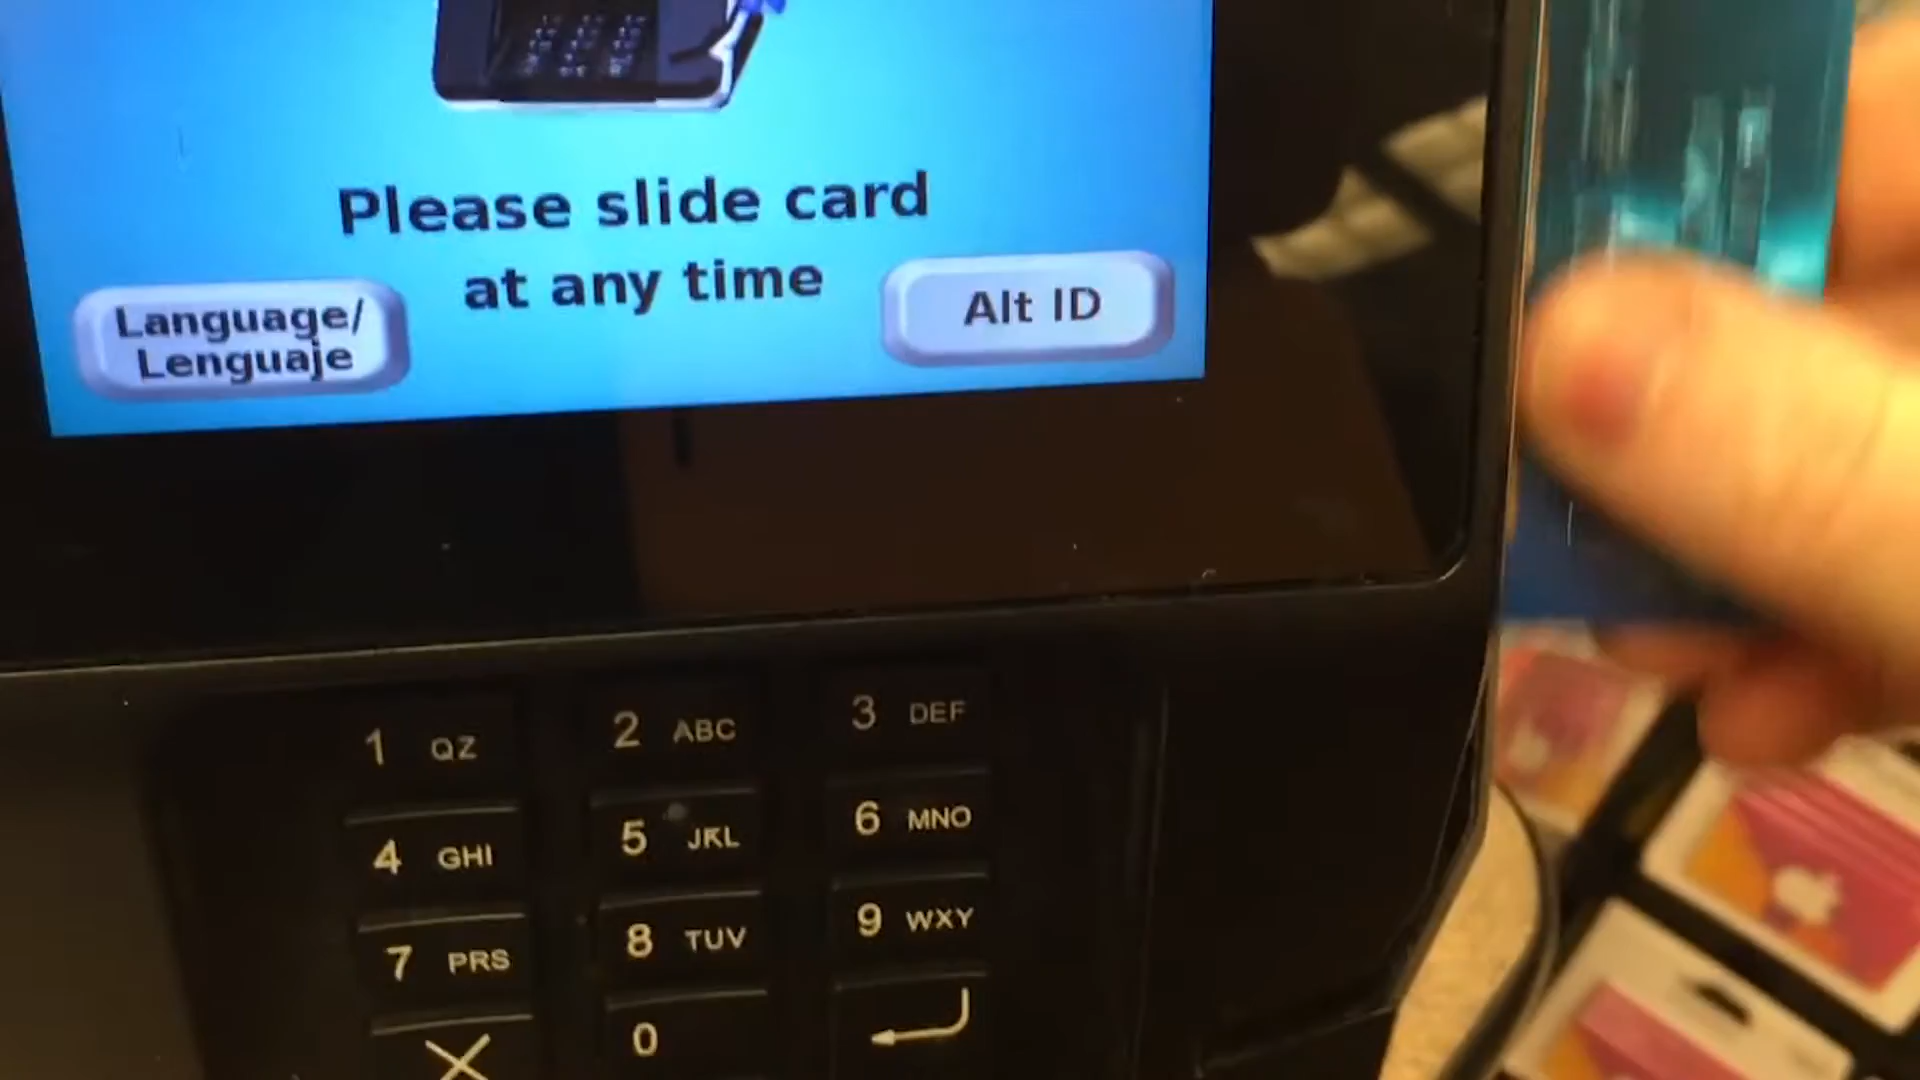 Please slide card
at any time
Language/
Lenguaje
Alt ID
1 QZ
2 ABC
3 DEF
4 GHI
5 JKL
6 MNO
7 PRS
8 TUV
9 WXY
0